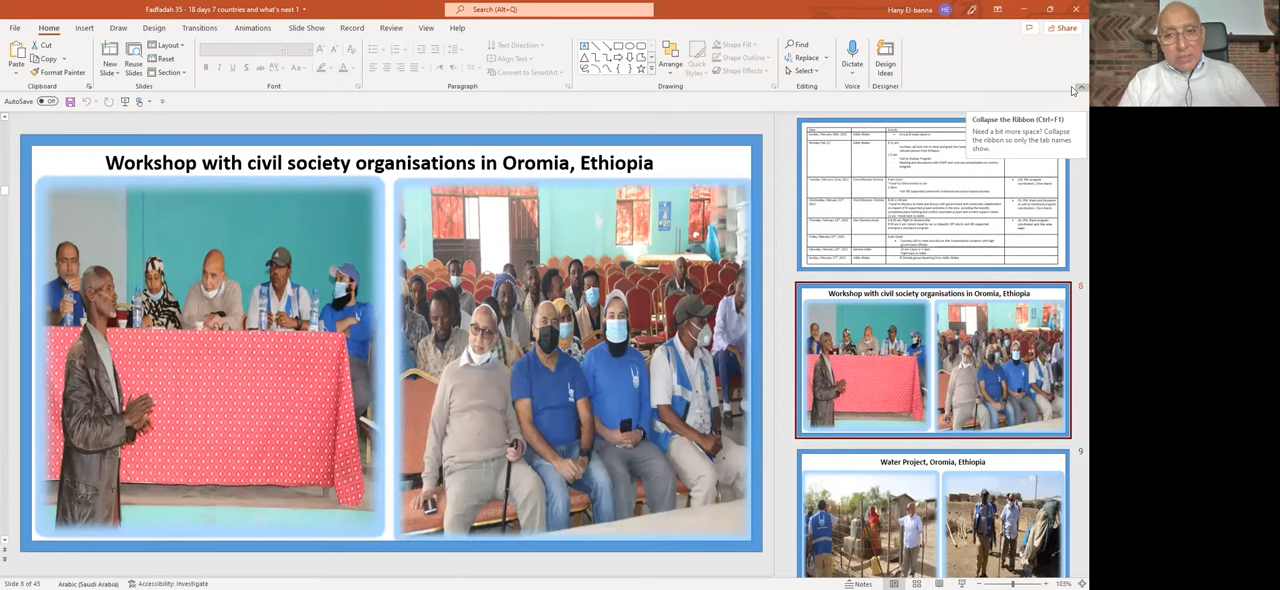 Fadfadah 35 - 18 days 7 countries and what's next 1
Search (Alt+Q)
Hany El-banna
HE
File
Home
Insert
Draw
Design
Transitions
Animations
Slide Show
Record
Review
View
Help
Share
Paste
Cut
Copy
Format Painter
Clipboard
New Slide
Reuse Slides
Layout
Reset
Section
Slides
Font
Text Direction
Align Text
Convert to SmartArt
Paragraph
Arrange
Quick Styles
Shape Fill
Shape Outline
Shape Effects
Drawing
Find
Replace
Select
Editing
Dictate
Voice
Design Ideas
Designer
AutoSave
Off
Collapse the Ribbon (Ctrl+F1)
Need a bit more space? Collapse
the ribbon so only the tab names
show.
Workshop with civil society organisations in Oromia, Ethiopia
8
Workshop with civil society organisations in Oromia, Ethiopia
9
Water Project, Oromia, Ethiopia
Slide 8 of 45
Arabic (Saudi Arabia)
Accessibility: Investigate
Notes
103%